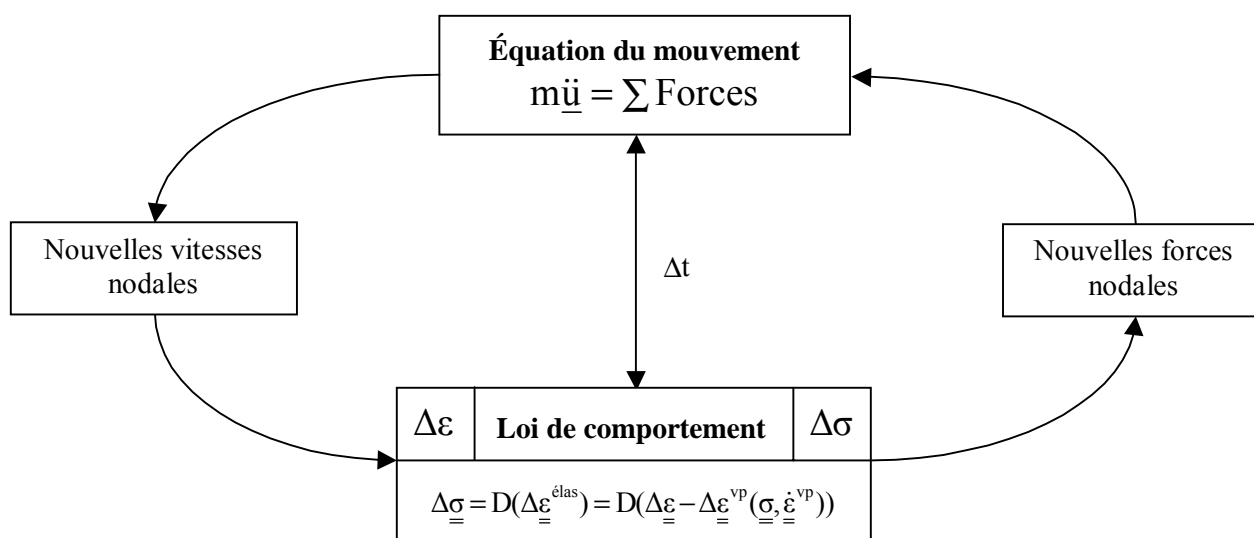 Équation du mouvement
mü = ∑ Forces
Nouvelles vitesses
nodales
Δt
Nouvelles forces
nodales
Δε Loi de comportement Δσ
Δσ = D(Δε^élas) = D(Δε − Δε^vp(σ, ε̇^vp))